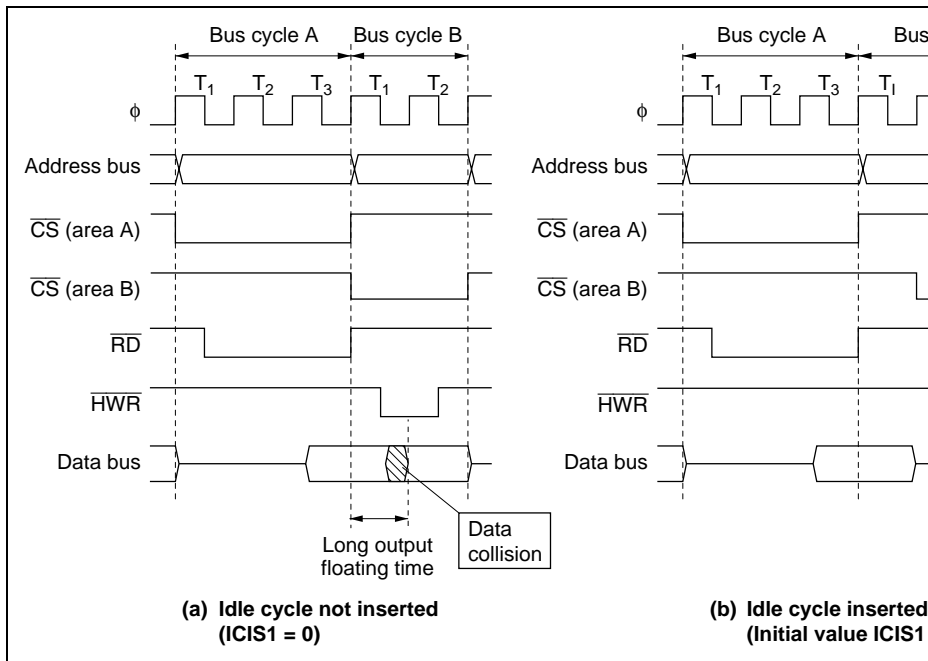 Bus cycle A Bus cycle B
T1 T2 T3 T1 T2
φ
Address bus
CS (area A)
CS (area B)
RD
HWR
Data bus
Long output
floating time
Data
collision
(a) Idle cycle not inserted
(ICIS1 = 0)
Bus cycle A Bus
T1 T2 T3 TI
φ
Address bus
CS (area A)
CS (area B)
RD
HWR
Data bus
(b) Idle cycle inserted
(Initial value ICIS1